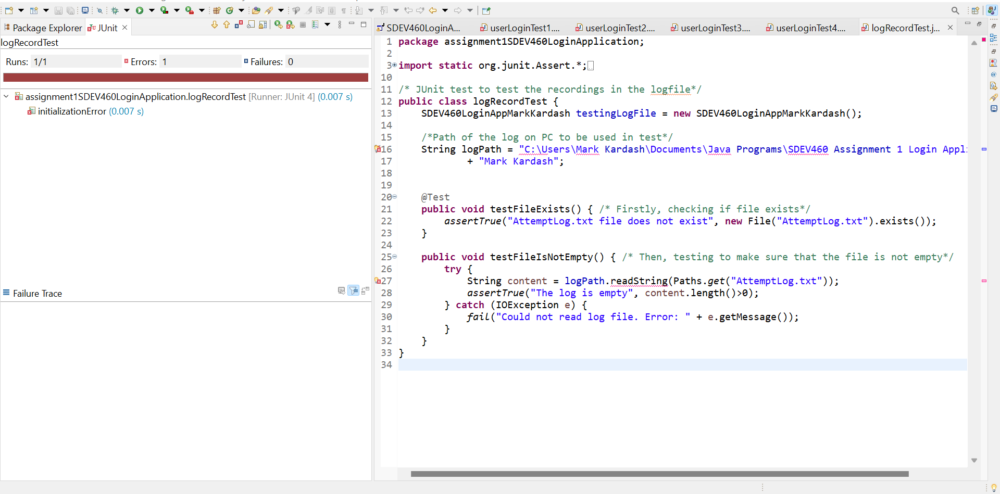 Package Explorer
JUnit
logRecordTest
Runs: 1/1
Errors: 1
Failures: 0
assignment1SDEV460LoginApplication.logRecordTest [Runner: JUnit 4] (0.007 s)
initializationError (0.007 s)
Failure Trace
SDEV460LoginA...
userLoginTest1....
userLoginTest2....
userLoginTest3....
userLoginTest4....
logRecordTest.j...
1 package assignment1SDEV460LoginApplication;
2
3 import static org.junit.Assert.*;
10
11 /* JUnit test to test the recordings in the logfile*/
12 public class logRecordTest {
13 SDEV460LoginAppMarkKardash testingLogFile = new SDEV460LoginAppMarkKardash();
14
15 /*Path of the log on PC to be used in test*/
16 String logPath = "C:\Users\Mark Kardash\Documents\Java Programs\SDEV460 Assignment 1 Login Appl
17 + "Mark Kardash";
18
19
20 @Test
21 public void testFileExists() { /* Firstly, checking if file exists*/
22 assertTrue("AttemptLog.txt file does not exist", new File("AttemptLog.txt").exists());
23 }
24
25 public void testFileIsNotEmpty() { /* Then, testing to make sure that the file is not empty*/
26 try {
27 String content = logPath.readString(Paths.get("AttemptLog.txt"));
28 assertTrue("The log is empty", content.length()>0);
29 } catch (IOException e) {
30 fail("Could not read log file. Error: " + e.getMessage());
31 }
32 }
33 }
34